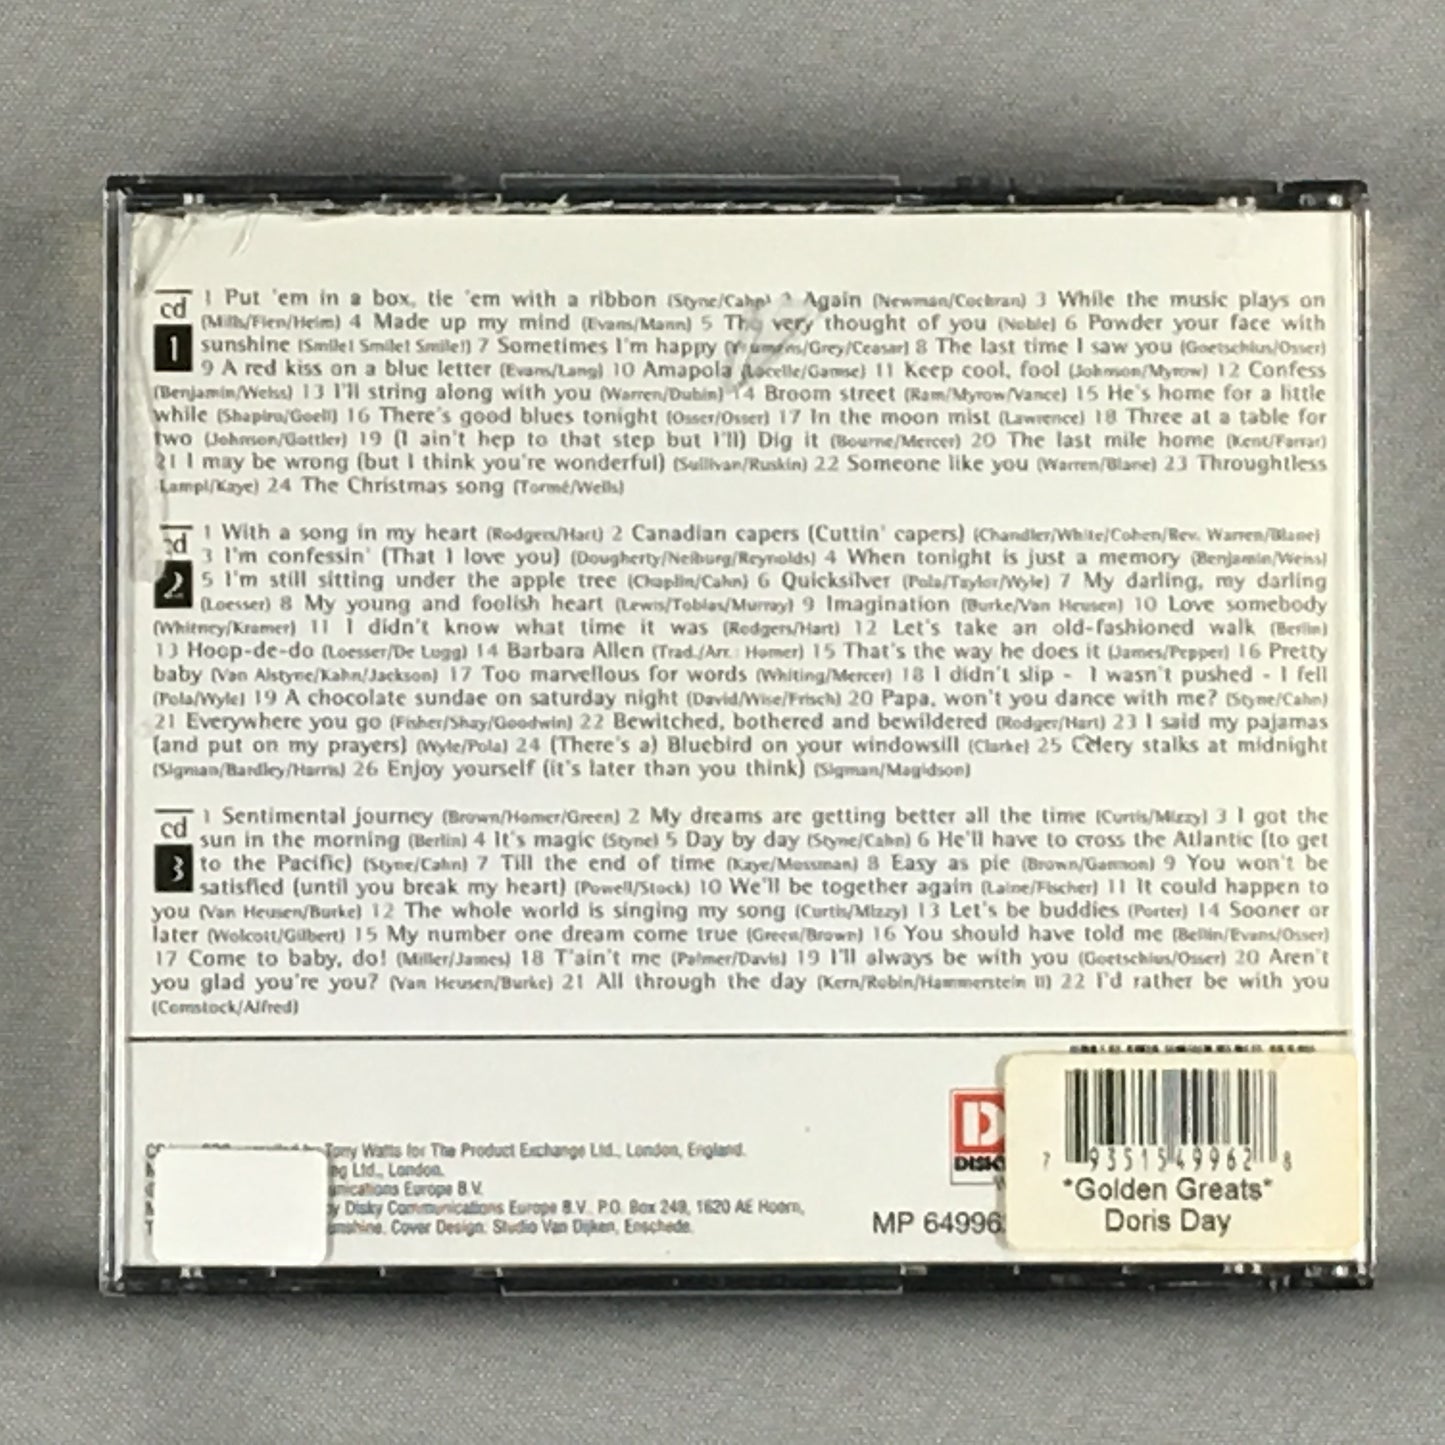 cd 1 Put 'em in a box, tie 'em with a ribbon (Styne/Cahn) 2 Again (Newman/Cochran) 3 While the music plays on
1 (Mills/Fien/Heim) 4 Made up my mind (Evans/Mann) 5 The very thought of you (Noble) 6 Powder your face with
sunshine (Smile! Smile! Smile!) 7 Sometimes I'm happy (Youmans/Grey/Ceasar) 8 The last time I saw you (Goetschius/Osser)
9 A red kiss on a blue letter (Evans/Lang) 10 Amapola (Lacelle/Gamse) 11 Keep cool, fool (Johnson/Myrow) 12 Confess
(Benjamin/Weiss) 13 I'll string along with you (Warren/Dubin) 14 Broom street (Ram/Myrow/Vance) 15 He's home for a little
while (Shapiro/Goell) 16 There's good blues tonight (Osser/Osser) 17 In the moon mist (Lawrence) 18 Three at a table for
two (Johnson/Gottler) 19 (I ain't hep to that step but I'll) Dig it (Bourne/Mercer) 20 The last mile home (Kent/Farrar)
21 I may be wrong (but I think you're wonderful) (Sullivan/Ruskin) 22 Someone like you (Warren/Blane) 23 Throughtless
Lampl/Kaye) 24 The Christmas song (Tormé/Wells)
cd 1 With a song in my heart (Rodgers/Hart) 2 Canadian capers (Cuttin' capers) (Chandler/White/Cohen/Rev. Warren/Blane)
2 3 I'm confessin' (That I love you) (Dougherty/Neiburg/Reynolds) 4 When tonight is just a memory (Benjamin/Weiss)
5 I'm still sitting under the apple tree (Chaplin/Cahn) 6 Quicksilver (Pola/Taylor/Wyle) 7 My darling, my darling
(Loesser) 8 My young and foolish heart (Lewis/Tobias/Murray) 9 Imagination (Burke/Van Heusen) 10 Love somebody
(Whitney/Kramer) 11 I didn't know what time it was (Rodgers/Hart) 12 Let's take an old-fashioned walk (Berlin)
13 Hoop-de-do (Loesser/De Lugg) 14 Barbara Allen (Trad./Arr.: Homer) 15 That's the way he does it (James/Pepper) 16 Pretty
baby (Van Alstyne/Kahn/Jackson) 17 Too marvellous for words (Whiting/Mercer) 18 I didn't slip - I wasn't pushed - I fell
(Pola/Wyle) 19 A chocolate sundae on saturday night (David/Wise/Frisch) 20 Papa, won't you dance with me? (Styne/Cahn)
21 Everywhere you go (Fisher/Shay/Goodwin) 22 Bewitched, bothered and bewildered (Rodger/Hart) 23 I said my pajamas
(and put on my prayers) (Wyle/Pola) 24 (There's a) Bluebird on your windowsill (Clarke) 25 Celery stalks at midnight
(Sigman/Bardley/Harris) 26 Enjoy yourself (it's later than you think) (Sigman/Magidson)
cd 1 Sentimental journey (Brown/Homer/Green) 2 My dreams are getting better all the time (Curtis/Mizzy) 3 I got the
3 sun in the morning (Berlin) 4 It's magic (Styne) 5 Day by day (Styne/Cahn) 6 He'll have to cross the Atlantic (to get
to the Pacific) (Styne/Cahn) 7 Till the end of time (Kaye/Mossman) 8 Easy as pie (Brown/Gannon) 9 You won't be
satisfied (until you break my heart) (Powell/Stock) 10 We'll be together again (Laine/Fischer) 11 It could happen to
you (Van Heusen/Burke) 12 The whole world is singing my song (Curtis/Mizzy) 13 Let's be buddies (Porter) 14 Sooner or
later (Wolcott/Gilbert) 15 My number one dream come true (Green/Brown) 16 You should have told me (Bellin/Evans/Osser)
17 Come to baby, do! (Miller/James) 18 T'ain't me (Palmer/Davis) 19 I'll always be with you (Goetschius/Osser) 20 Aren't
you glad you're you? (Van Heusen/Burke) 21 All through the day (Kern/Robin/Hammerstein II) 22 I'd rather be with you
(Comstock/Alfred)
Tony Watts for The Product Exchange Ltd., London, England.
Ltd., London.
Europe B.V.
Disky Communications Europe B.V. P.O. Box 249, 1620 AE Hoorn,
Cover Design: Studio Van Dijken, Enschede.
DISKY
MP 64996
7 93515 49962 8
*Golden Greats*
Doris Day